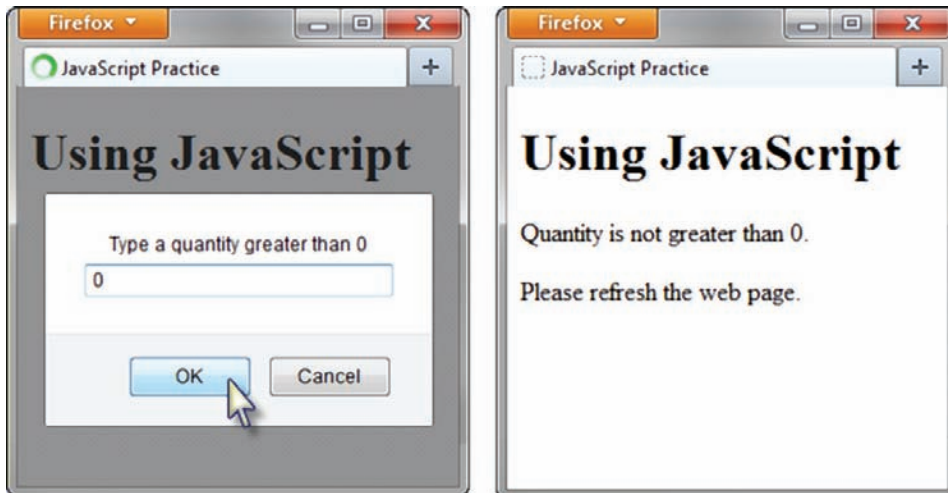 Firefox
JavaScript Practice
Using JavaScript
Type a quantity greater than 0
0
OK
Cancel
Firefox
JavaScript Practice
Using JavaScript
Quantity is not greater than 0.
Please refresh the web page.